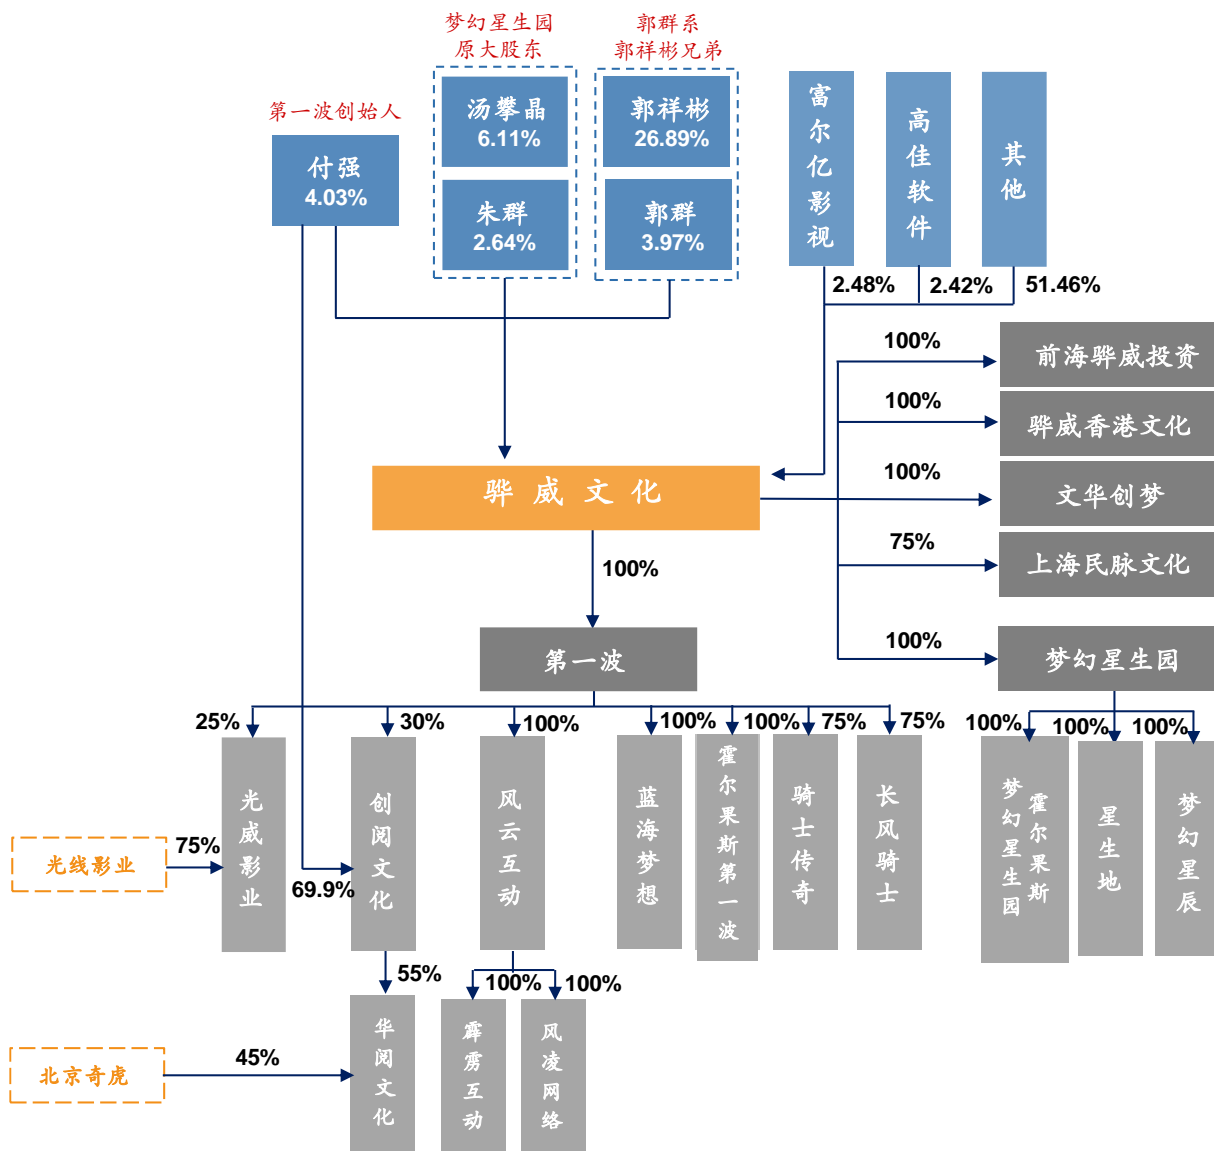 梦幻星生园
原大股东
郭群系
郭祥彬兄弟
第一波创始人
付强
4.03%
汤攀晶
6.11%
朱群
2.64%
郭祥彬
26.89%
郭群
3.97%
富尔亿影视
高佳软件
其他
2.48%
2.42%
51.46%
100%
前海骅威投资
100%
骅威香港文化
100%
文华创梦
75%
上海民脉文化
100%
梦幻星生园
骅威文化
100%
第一波
25%
30%
100%
100%
100%
75%
75%
100%
100%
100%
光威影业
创阅文化
风云互动
蓝海梦想
霍尔果斯第一波
骑士传奇
长风骑士
霍尔果斯
梦幻星生园
星生地
梦幻星辰
光线影业
75%
69.9%
55%
100%
100%
华阅文化
霹雳互动
风凌网络
北京奇虎
45%